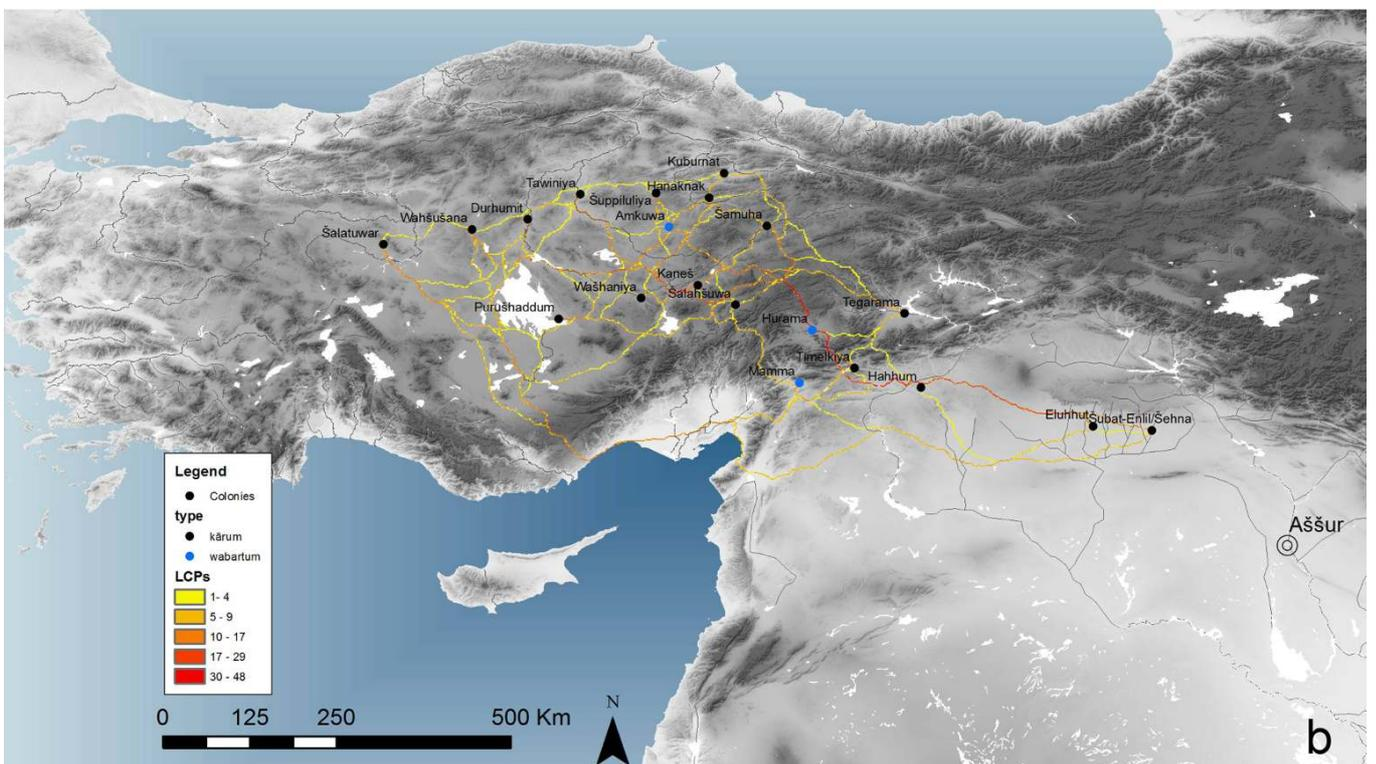 Kuburnat
Tawiniya
Hanaknak
Šuppiluliya
Durhumit
Amkuwa
Šamuha
Wahšušana
Šalatuwar
Kaneš
Wašhaniya
Šalahšuwa
Tegarama
Purušhaddum
Hurama
Timelkiya
Mamma
Hahhum
Eluhhut
Šubat-Enlil/Šehna
Aššur
Legend
Colonies
type
kārum
wabartum
LCPs
1- 4
5 - 9
10 - 17
17 - 29
30 - 48
N
0 125 250 500 Km
b